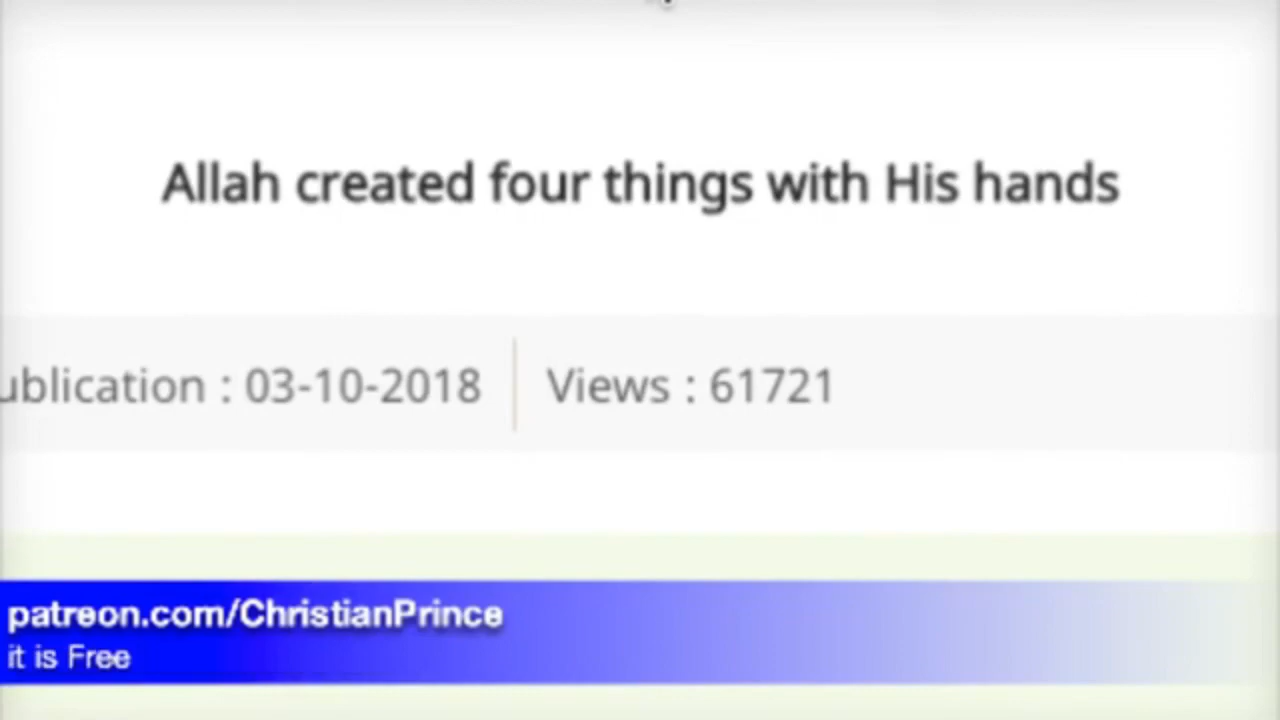 Allah created four things with His hands
ublication : 03-10-2018 Views : 61721
patreon.com/ChristianPrince
it is Free